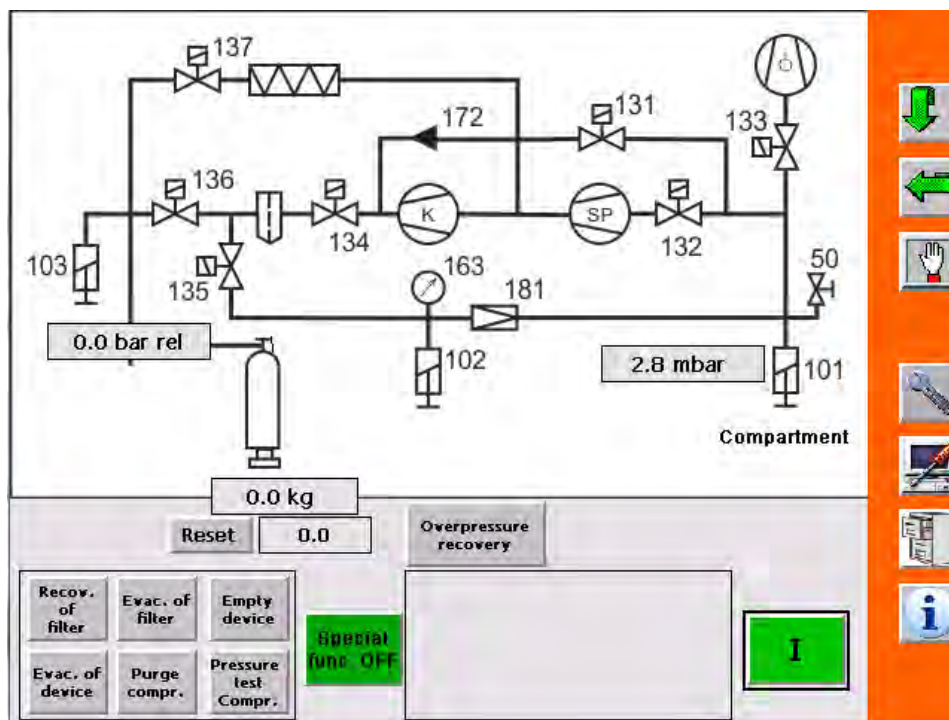 137
172
131
133
136
K
SP
134
132
103
135
163
181
50
0.0 bar rel
102
2.8 mbar
101
Compartment
0.0 kg
Reset
0.0
Overpressure
recovery
Recov.
of
filter
Evac. of
filter
Empty
device
Evac. of
device
Purge
compr.
Pressure
test
Compr.
Special
func. OFF
I
i